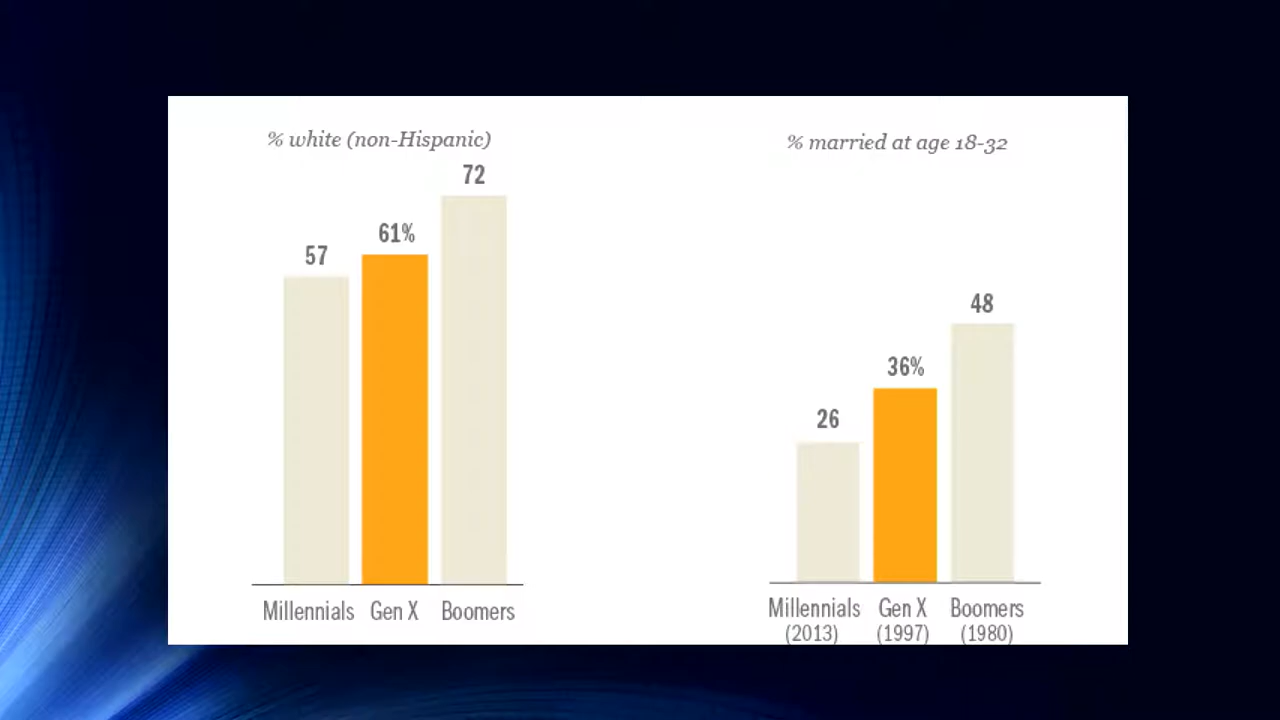 % white (non-Hispanic)
72
61%
57
Millennials Gen X Boomers
% married at age 18-32
48
36%
26
Millennials Gen X Boomers
(2013) (1997) (1980)